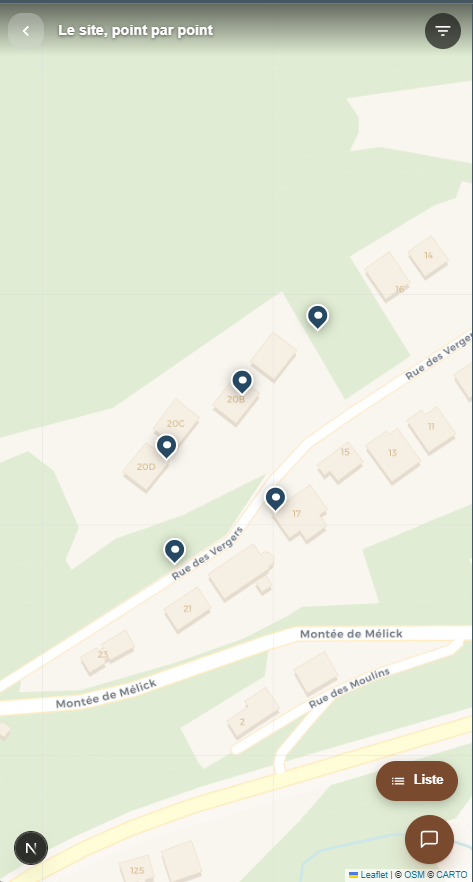 Le site, point par point
14
16
Rue des Verger
20B
20C
11
15
13
20D
17
Rue des Vergers
21
Montée de Mélick
23
Rue des Moulins
Montée de Mélick
2
Liste
N
125
Leaflet | © OSM © CARTO